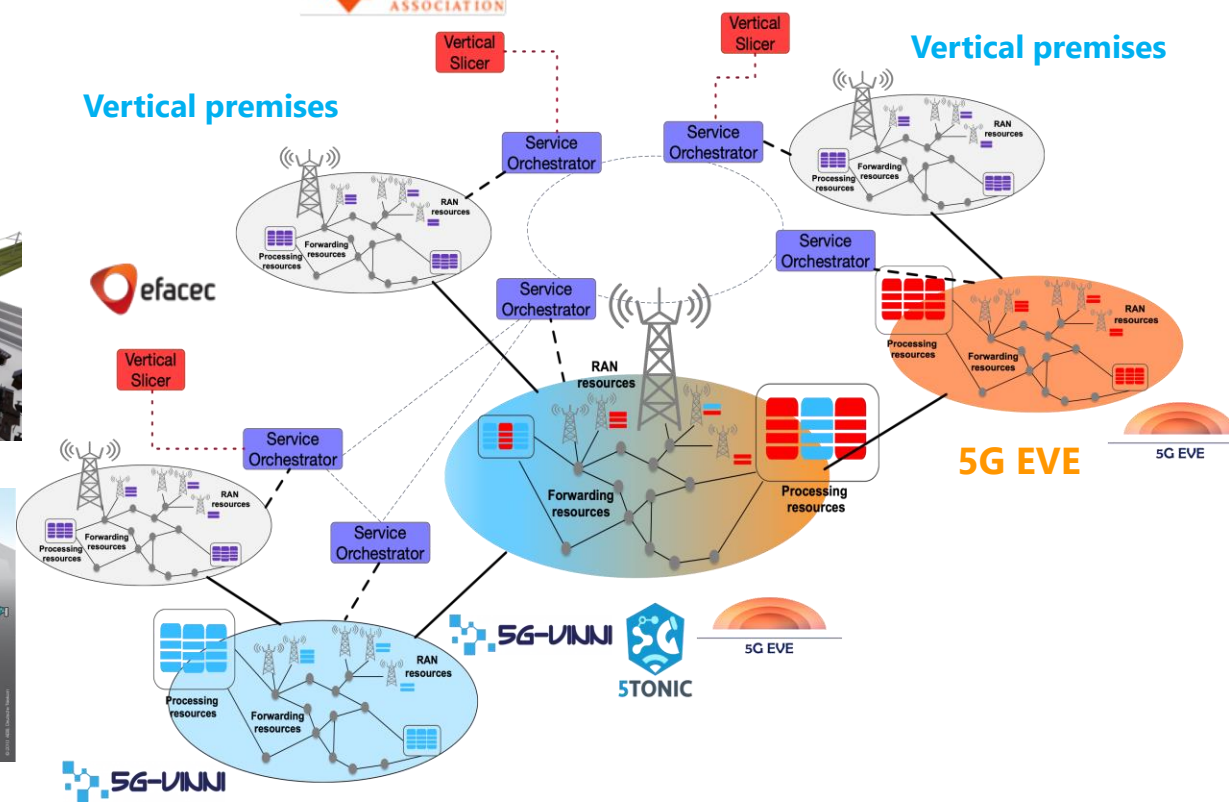 ASSOCIATION
Vertical
Slicer
Vertical
Slicer
Vertical premises
Vertical premises
Service
Orchestrator
Service
Orchestrator
RAN
resources
Processing
resources
Forwarding
resources
RAN
resources
Processing
resources
Forwarding
resources
Service
Orchestrator
efacec
Service
Orchestrator
RAN
resources
Processing
resources
Forwarding
resources
Vertical
Slicer
RAN
resources
Forwarding
resources
Processing
resources
5G EVE
5G EVE
Service
Orchestrator
RAN
resources
Processing
resources
Forwarding
resources
Service
Orchestrator
5G-VINNI
5TONIC
5G EVE
RAN
resources
Processing
resources
Forwarding
resources
5G-VINNI